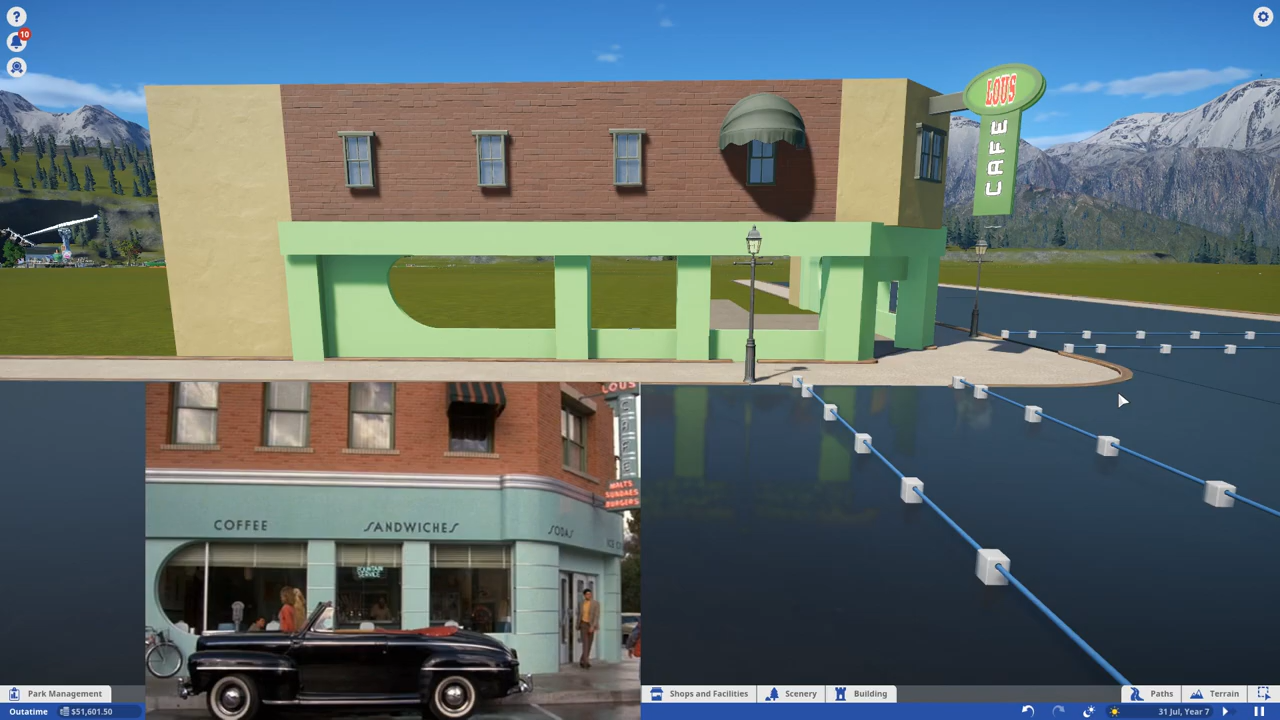 ?
10
LOUS
CAFE
LOUS
CAFE
MALTS
SUNDAES
BURGERS
COFFEE
SANDWICHES
SODAS
FOUNTAIN
SERVICE
Park Management
Shops and Facilities
Scenery
Building
Paths
Terrain
Outatime
$51,601.50
31 Jul, Year 7